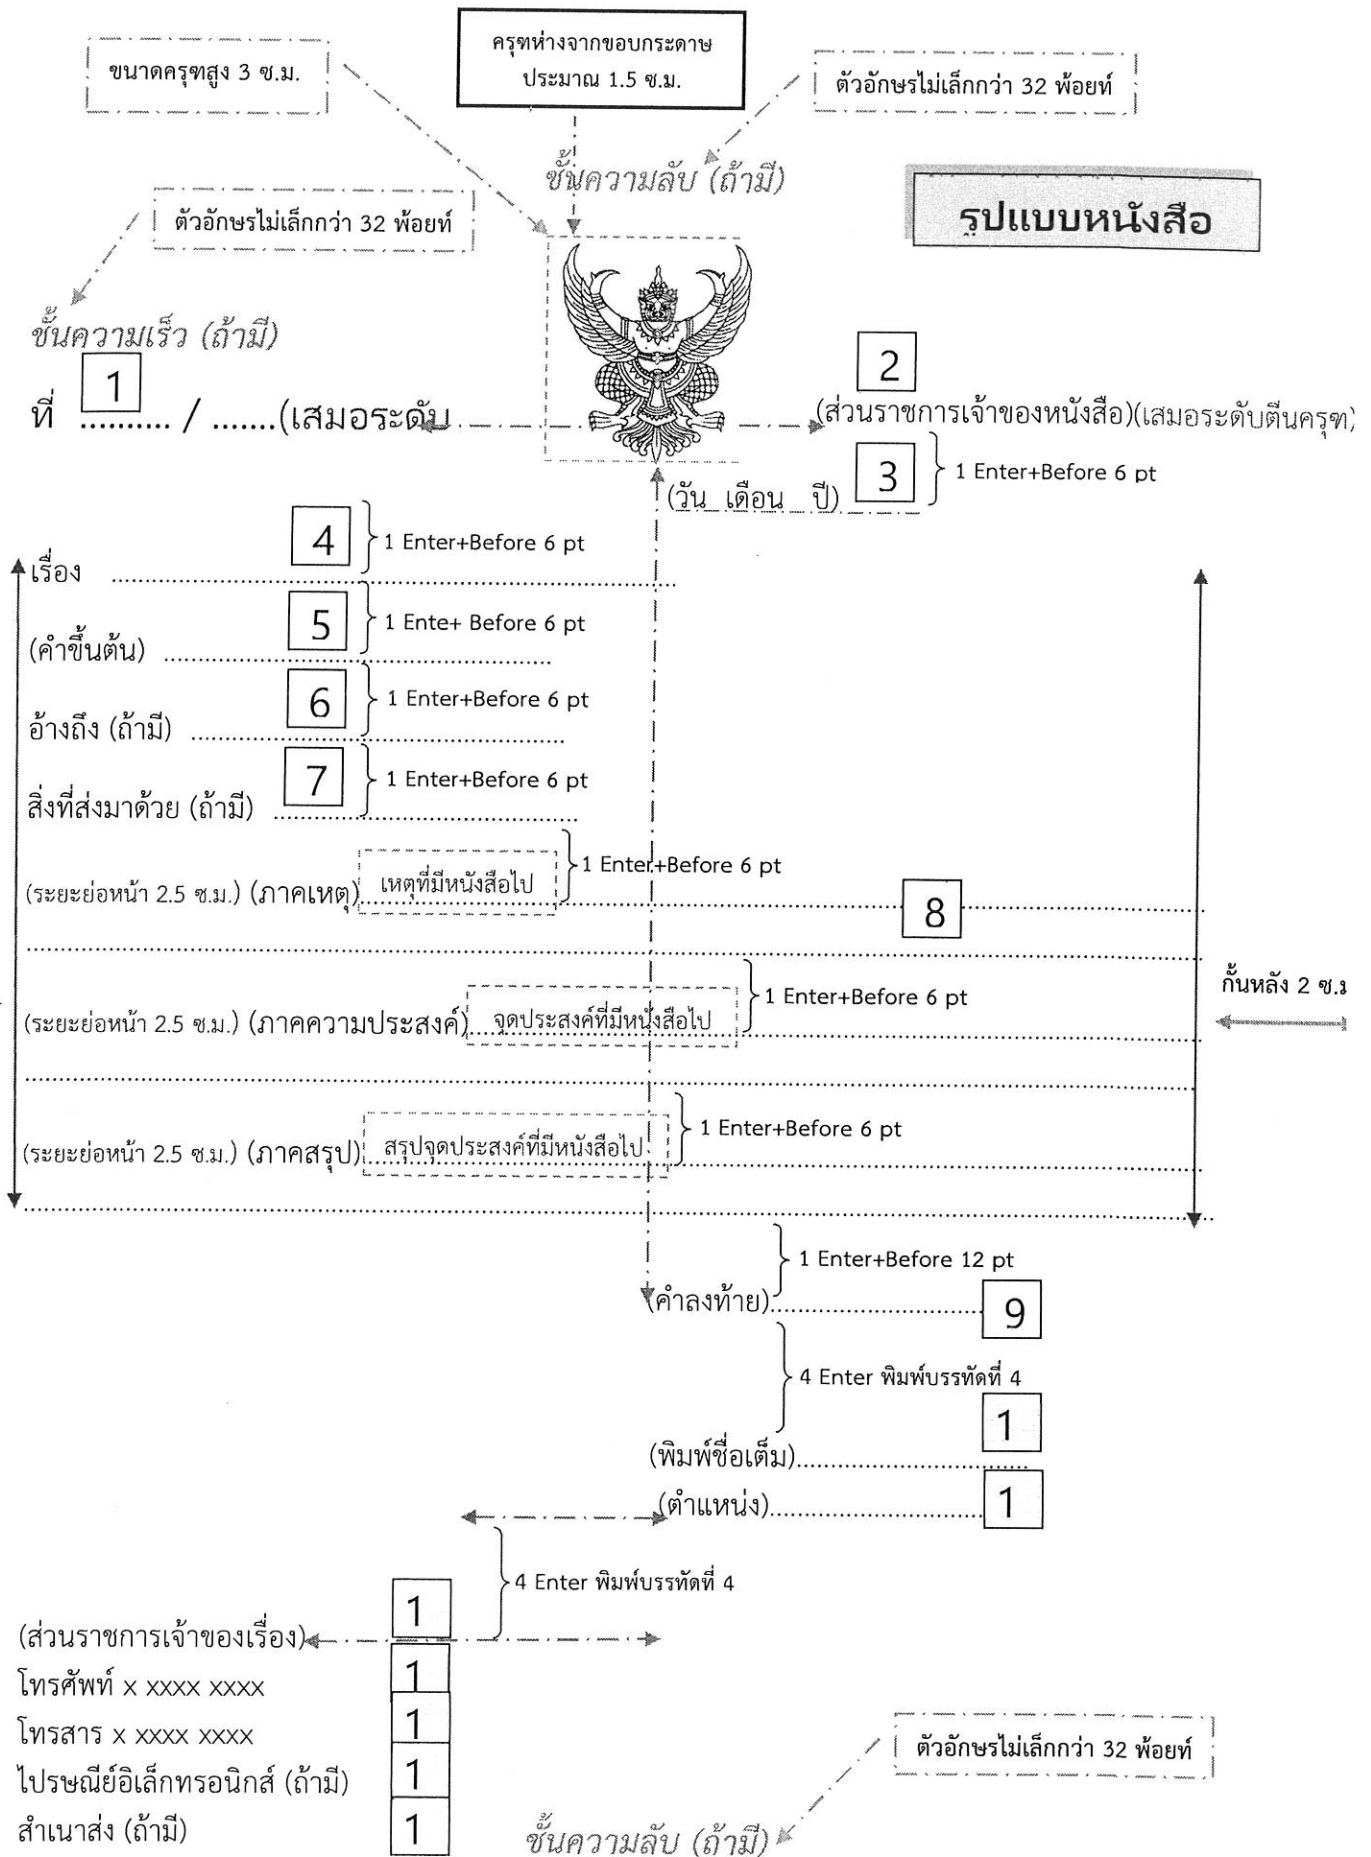 ครุฑห่างจากขอบกระดาษ
ประมาณ 1.5 ซ.ม.
ขนาดครุฑสูง 3 ซ.ม.
ตัวอักษรไม่เล็กกว่า 32 พ้อยท์
ชั้นความลับ (ถ้ามี)
ตัวอักษรไม่เล็กกว่า 32 พ้อยท์
รูปแบบหนังสือ
ชั้นความเร็ว (ถ้ามี)
1
2
ที่ .......... / .......(เสมอระดับ
(ส่วนราชการเจ้าของหนังสือ)(เสมอระดับตีนครุฑ)
(วัน เดือน ปี) 3 1 Enter+Before 6 pt
4 1 Enter+Before 6 pt
เรื่อง
5 1 Ente+ Before 6 pt
(คำขึ้นต้น)
6 1 Enter+Before 6 pt
อ้างถึง (ถ้ามี)
7 1 Enter+Before 6 pt
สิ่งที่ส่งมาด้วย (ถ้ามี)
1 Enter+Before 6 pt
(ระยะย่อหน้า 2.5 ซ.ม.) (ภาคเหตุ) เหตุที่มีหนังสือไป 8
1 Enter+Before 6 pt
กั้นหลัง 2 ซ.ม
(ระยะย่อหน้า 2.5 ซ.ม.) (ภาคความประสงค์) จุดประสงค์ที่มีหนังสือไป
1 Enter+Before 6 pt
(ระยะย่อหน้า 2.5 ซ.ม.) (ภาคสรุป) สรุปจุดประสงค์ที่มีหนังสือไป
1 Enter+Before 12 pt
(คำลงท้าย) 9
4 Enter พิมพ์บรรทัดที่ 4
1
(พิมพ์ชื่อเต็ม)
(ตำแหน่ง) 1
4 Enter พิมพ์บรรทัดที่ 4
1
(ส่วนราชการเจ้าของเรื่อง)
โทรศัพท์ x xxxx xxxx 1
โทรสาร x xxxx xxxx 1
ตัวอักษรไม่เล็กกว่า 32 พ้อยท์
ไปรษณีย์อิเล็กทรอนิกส์ (ถ้ามี) 1
สำเนาส่ง (ถ้ามี) 1
ชั้นความลับ (ถ้ามี)